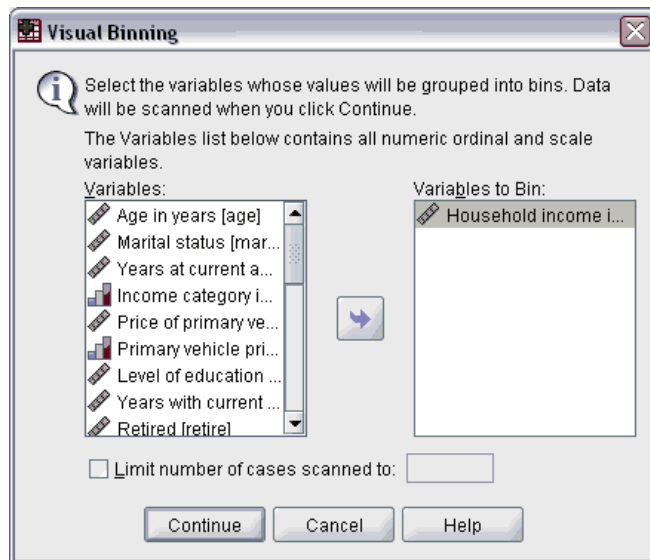 Visual Binning
Select the variables whose values will be grouped into bins. Data
will be scanned when you click Continue.
The Variables list below contains all numeric ordinal and scale
variables.
Variables:
Age in years [age]
Marital status [mar...
Years at current a...
Income category i...
Price of primary ve...
Primary vehicle pri...
Level of education ...
Years with current ...
Retired [retire]
Variables to Bin:
Household income i...
Limit number of cases scanned to:
Continue
Cancel
Help